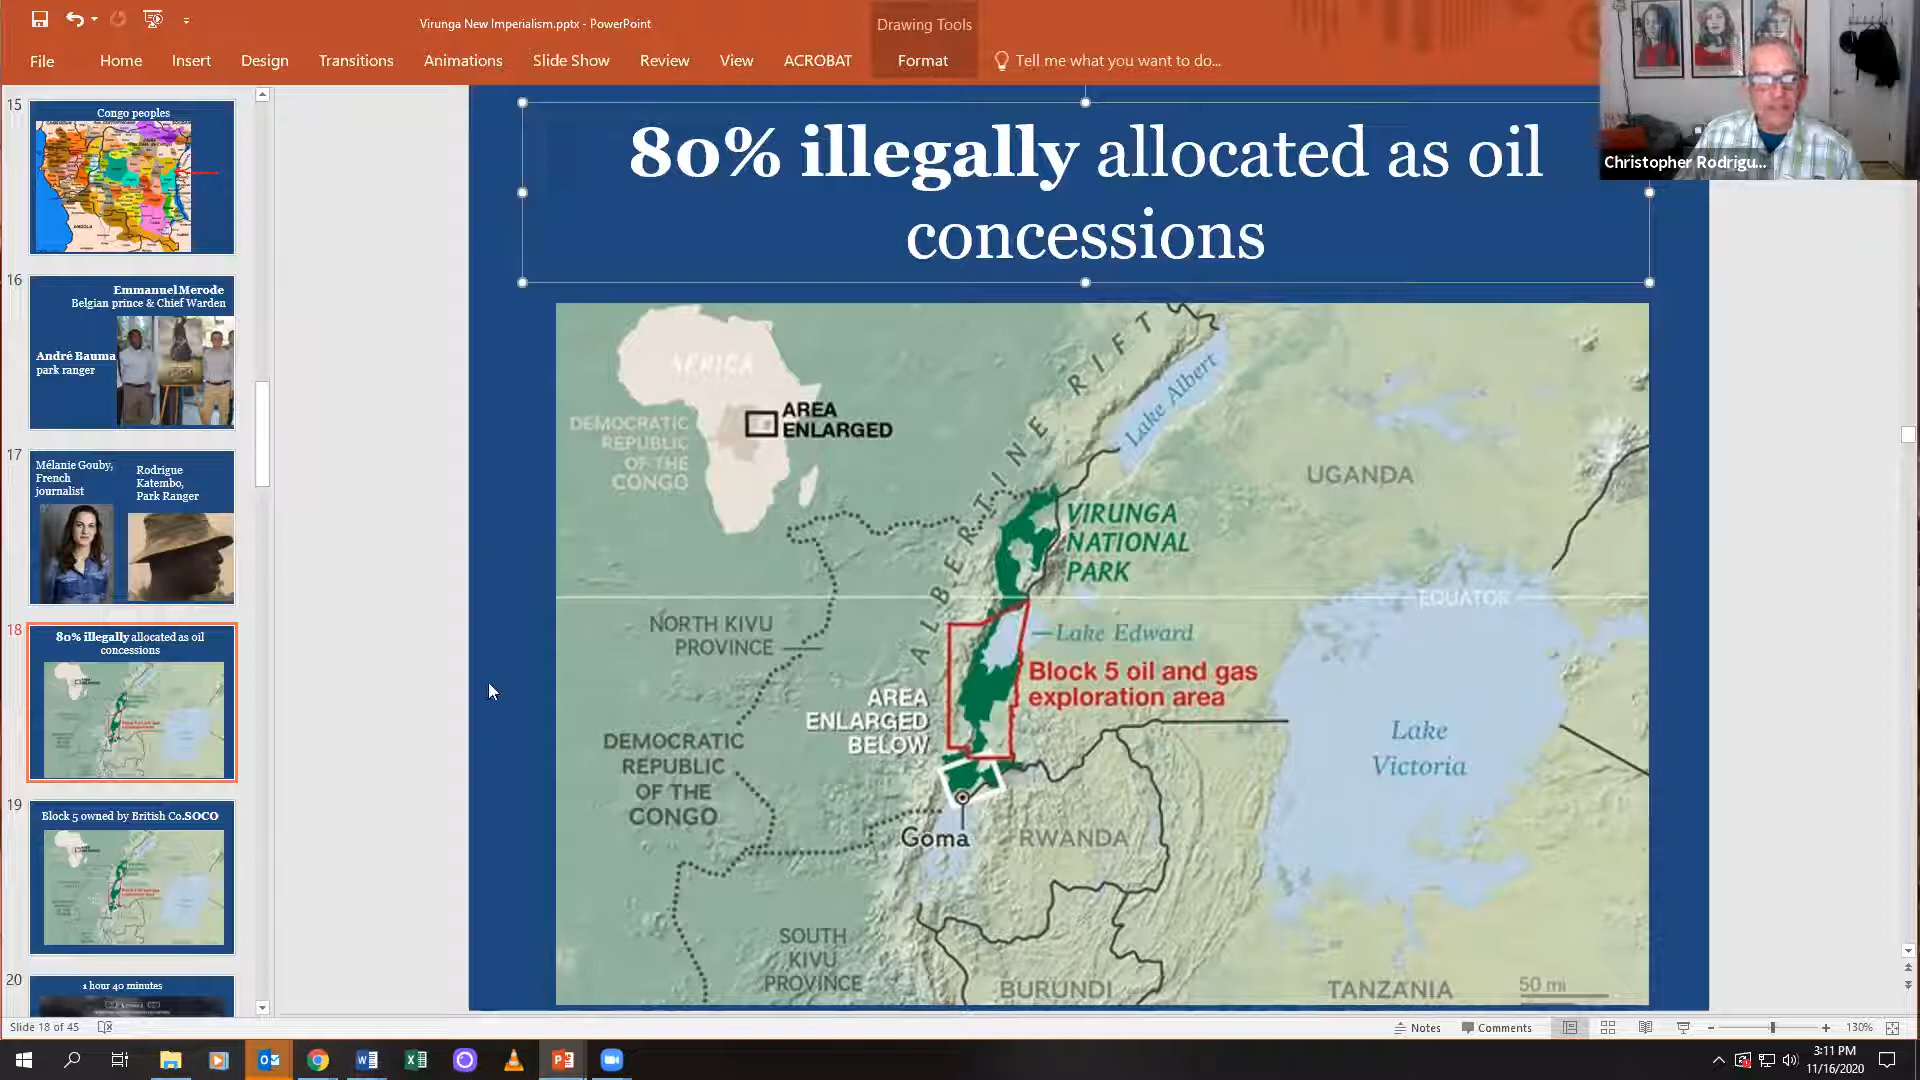 Virunga New Imperialism.pptx - PowerPoint
Drawing Tools
File
Home
Insert
Design
Transitions
Animations
Slide Show
Review
View
ACROBAT
Format
Tell me what you want to do...
Christopher Rodrigu...
15
Congo peoples
ANGOLA
16
Emmanuel Merode
Belgian prince & Chief Warden
André Bauma
park ranger
17
Mélanie Gouby,
French
journalist
Rodrigue
Katembo,
Park Ranger
18
80% illegally allocated as oil
concessions
19
Block 5 owned by British Co.SOCO
20
1 hour 40 minutes
80% illegally allocated as oil
concessions
AFRICA
DEMOCRATIC
REPUBLIC
OF THE
CONGO
AREA
ENLARGED
ALBERTINE RIFT
Lake Albert
UGANDA
VIRUNGA
NATIONAL
PARK
EQUATOR
NORTH KIVU
PROVINCE
Lake Edward
Block 5 oil and gas
exploration area
AREA
ENLARGED
BELOW
DEMOCRATIC
REPUBLIC
OF THE
CONGO
Lake
Victoria
Goma
RWANDA
SOUTH
KIVU
PROVINCE
BURUNDI
TANZANIA
50 mi
Slide 18 of 45
Notes
Comments
130%
3:11 PM
11/16/2020